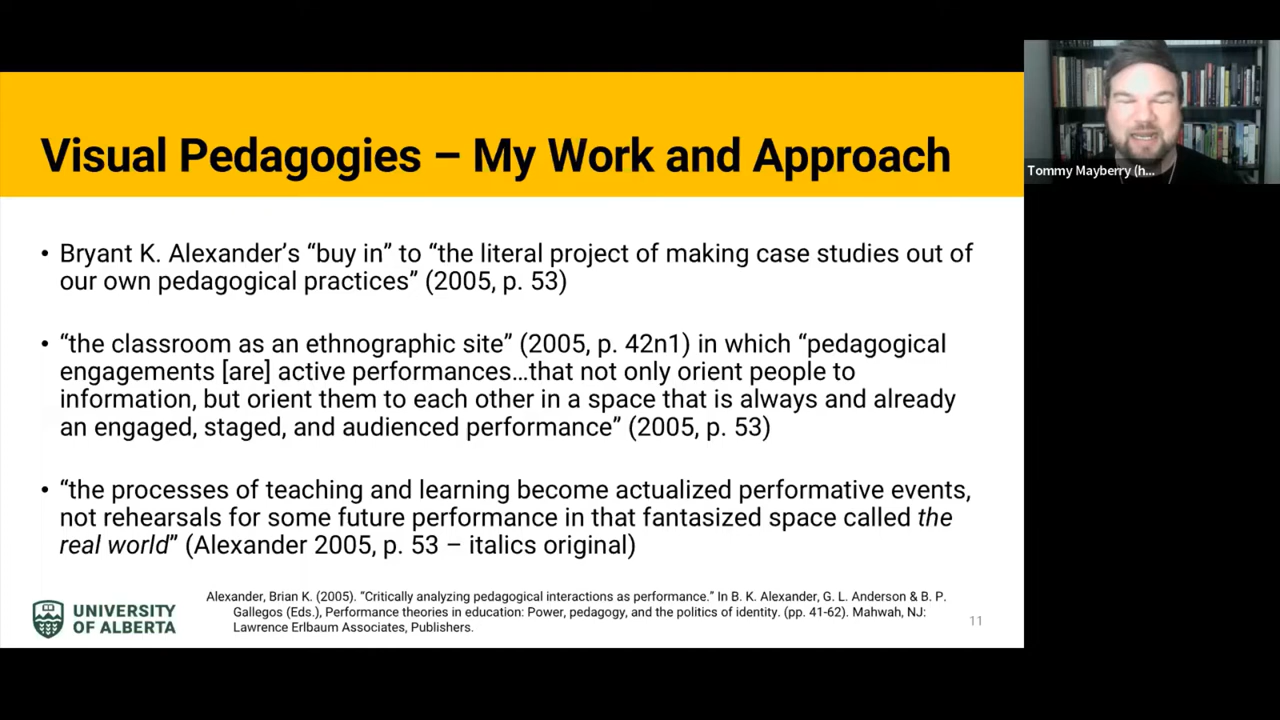 Visual Pedagogies – My Work and Approach
• Bryant K. Alexander’s “buy in” to “the literal project of making case studies out of
our own pedagogical practices” (2005, p. 53)
• “the classroom as an ethnographic site” (2005, p. 42n1) in which “pedagogical
engagements [are] active performances…that not only orient people to
information, but orient them to each other in a space that is always and already
an engaged, staged, and audienced performance” (2005, p. 53)
• “the processes of teaching and learning become actualized performative events,
not rehearsals for some future performance in that fantasized space called the
real world” (Alexander 2005, p. 53 – italics original)
Alexander, Brian K. (2005). “Critically analyzing pedagogical interactions as performance.” In B. K. Alexander, G. L. Anderson & B. P.
Gallegos (Eds.), Performance theories in education: Power, pedagogy, and the politics of identity. (pp. 41-62). Mahwah, NJ:
Lawrence Erlbaum Associates, Publishers.
UNIVERSITY
OF ALBERTA
11
Tommy Mayberry (h...